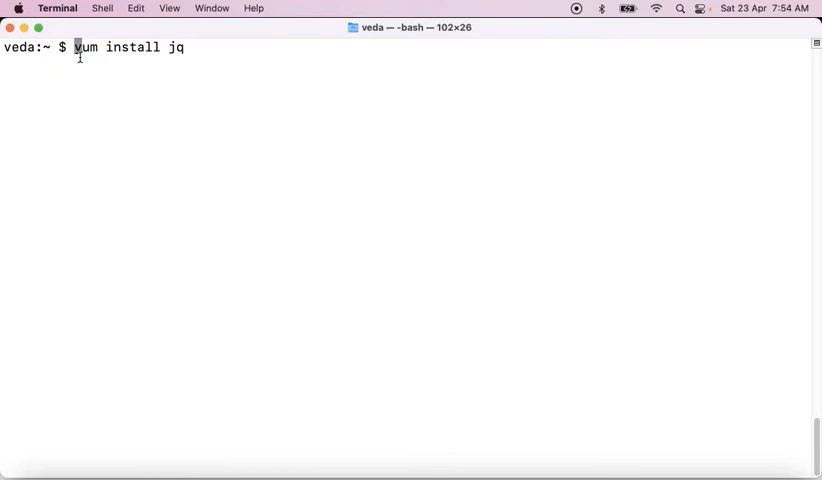 Terminal Shell Edit View Window Help Sat 23 Apr 7:54 AM
veda — -bash — 102×26
veda:~ $ yum install jq